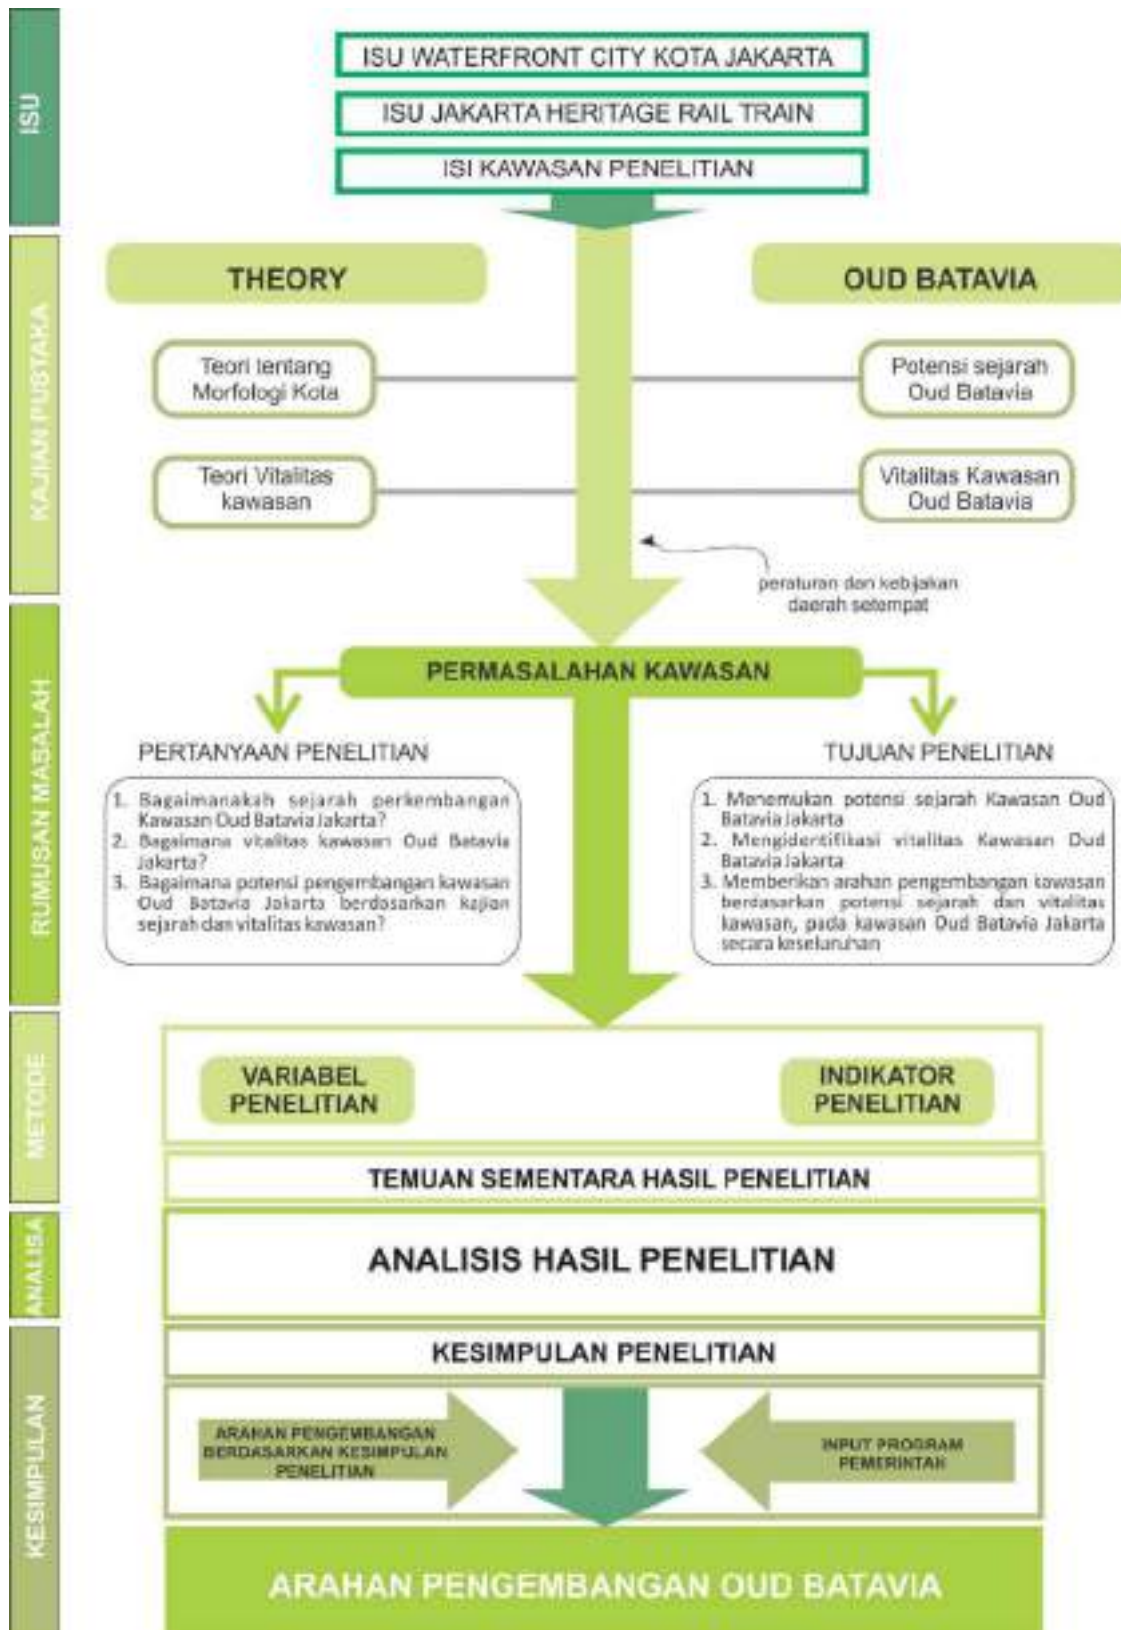 ISU
ISU WATERFRONT CITY KOTA JAKARTA
ISU JAKARTA HERITAGE RAIL TRAIN
ISI KAWASAN PENELITIAN
KAJIAN PUSTAKA
THEORY
OUD BATAVIA
Teori tentang
Morfologi Kota
Potensi sejarah
Oud Batavia
Teori Vitalitas
kawasan
Vitalitas Kawasan
Oud Batavia
peraturan dan kebijakan
daerah setempat
RUMUSAN MASALAH
PERMASALAHAN KAWASAN
PERTANYAAN PENELITIAN
1. Bagaimanakah sejarah perkembangan
Kawasan Oud Batavia Jakarta?
2. Bagaimana vitalitas kawasan Oud Batavia
Jakarta?
3. Bagaimana potensi pengembangan kawasan
Oud Batavia Jakarta berdasarkan kajian
sejarah dan vitalitas kawasan?
TUJUAN PENELITIAN
1. Menemukan potensi sejarah Kawasan Oud
Batavia Jakarta
2. Mengidentifikasi vitalitas Kawasan Oud
Batavia Jakarta
3. Memberikan arahan pengembangan kawasan
berdasarkan potensi sejarah dan vitalitas
kawasan, pada kawasan Oud Batavia Jakarta
secara keseluruhan
METODE
VARIABEL
PENELITIAN
INDIKATOR
PENELITIAN
TEMUAN SEMENTARA HASIL PENELITIAN
ANALISA
ANALISIS HASIL PENELITIAN
KESIMPULAN
KESIMPULAN PENELITIAN
ARAHAN PENGEMBANGAN
BERDASARKAN KESIMPULAN
PENELITIAN
INPUT PROGRAM
PEMERINTAH
ARAHAN PENGEMBANGAN OUD BATAVIA